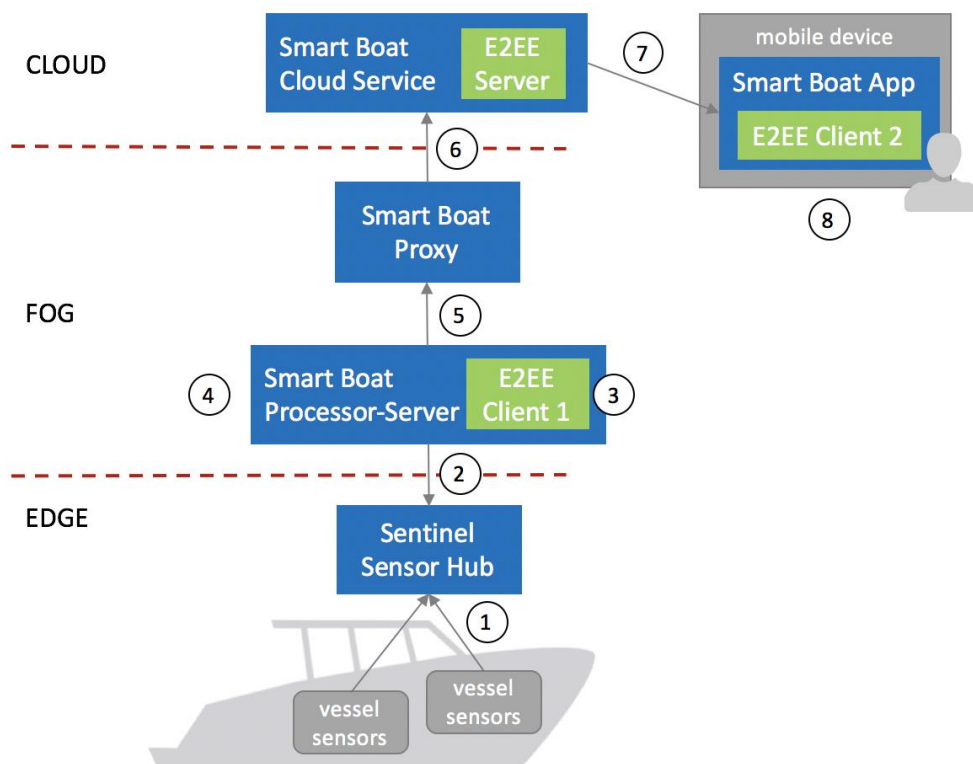 CLOUD
Smart Boat
Cloud Service
E2EE
Server
7
mobile device
Smart Boat App
E2EE Client 2
8
6
Smart Boat
Proxy
FOG
5
4
Smart Boat
Processor-Server
E2EE
Client 1
3
2
EDGE
Sentinel
Sensor Hub
1
vessel
sensors
vessel
sensors